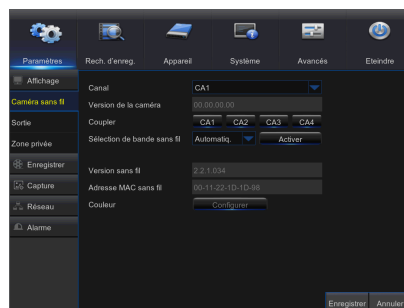 Paramètres
Rech. d'enreg.
Appareil
Système
Avancés
Eteindre
Affichage
Caméra sans fil
Sortie
Zone privée
Enregistrer
Capture
Réseau
Alarme
Canal CA1
Version de la caméra 00.00.00.00
Coupler CA1 CA2 CA3 CA4
Sélection de bande sans fil Automatiq. Activer
Version sans fil 2.2.1.034
Adresse MAC sans fil 00-11-22-1D-1D-98
Couleur Configurer
Enregistrer Annuler